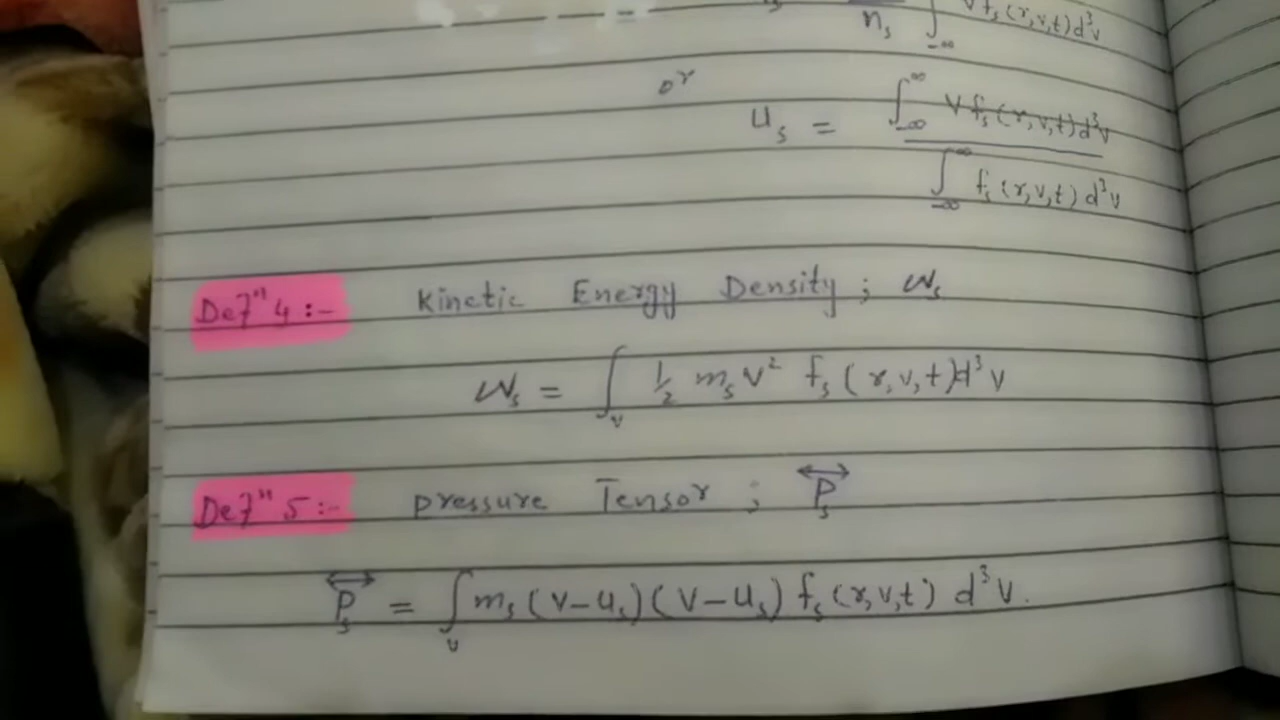 n_s ∫_{-∞} v f_s (r,v,t) d³v
or
u_s = ∫_{-∞}^{∞} v f_s (r,v,t) d³v
∫_{-∞}^{∞} f_s (r,v,t) d³v
Defⁿ 4 :- Kinetic Energy Density ; W_s
W_s = ∫_v ½ m_s v² f_s (r,v,t) d³v
Defⁿ 5 :- pressure Tensor ; P_s↔
P_s↔ = ∫_v m_s (v-u_s) (v-u_s) f_s (r,v,t) d³v.